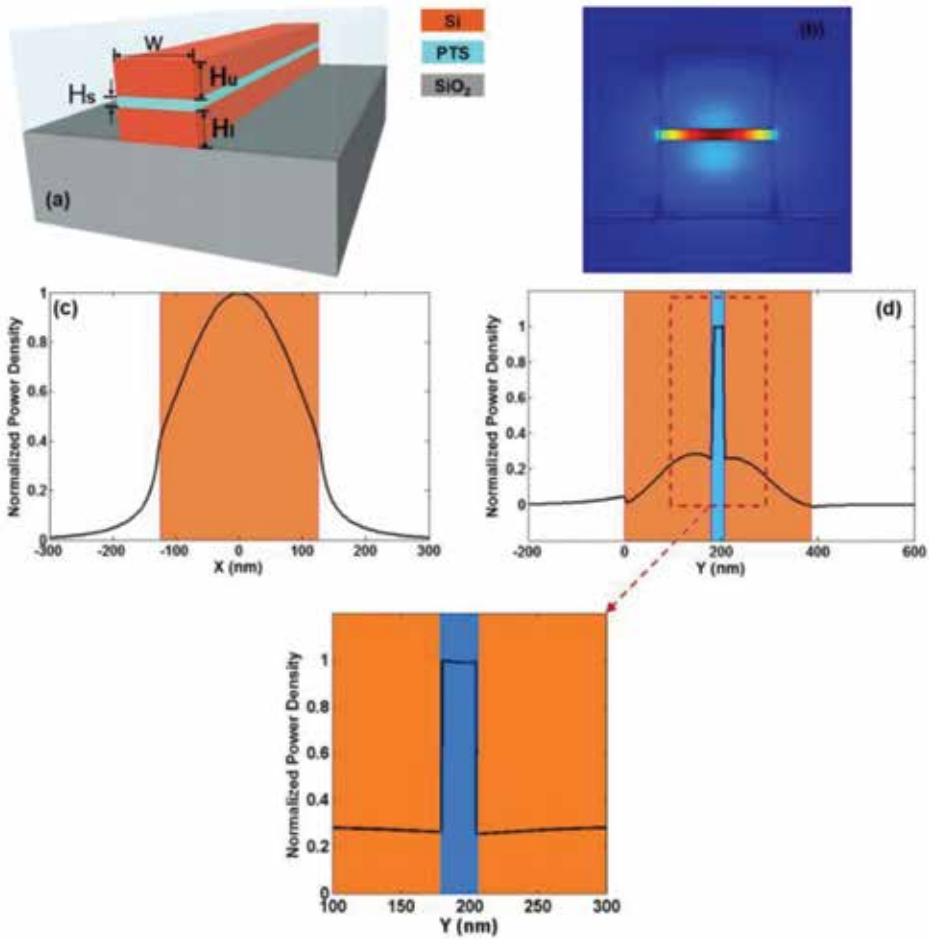 W
Hu
Hs
Hl
(a)
Si
PTS
SiO2
(b)
(c)
Normalized Power Density
1
0.8
0.6
0.4
0.2
0
-300 -200 -100 0 100 200 300
X (nm)
(d)
Normalized Power Density
1
0.8
0.6
0.4
0.2
0
-200 0 200 400 600
Y (nm)
Normalized Power Density
1
0.8
0.6
0.4
0.2
0
100 150 200 250 300
Y (nm)